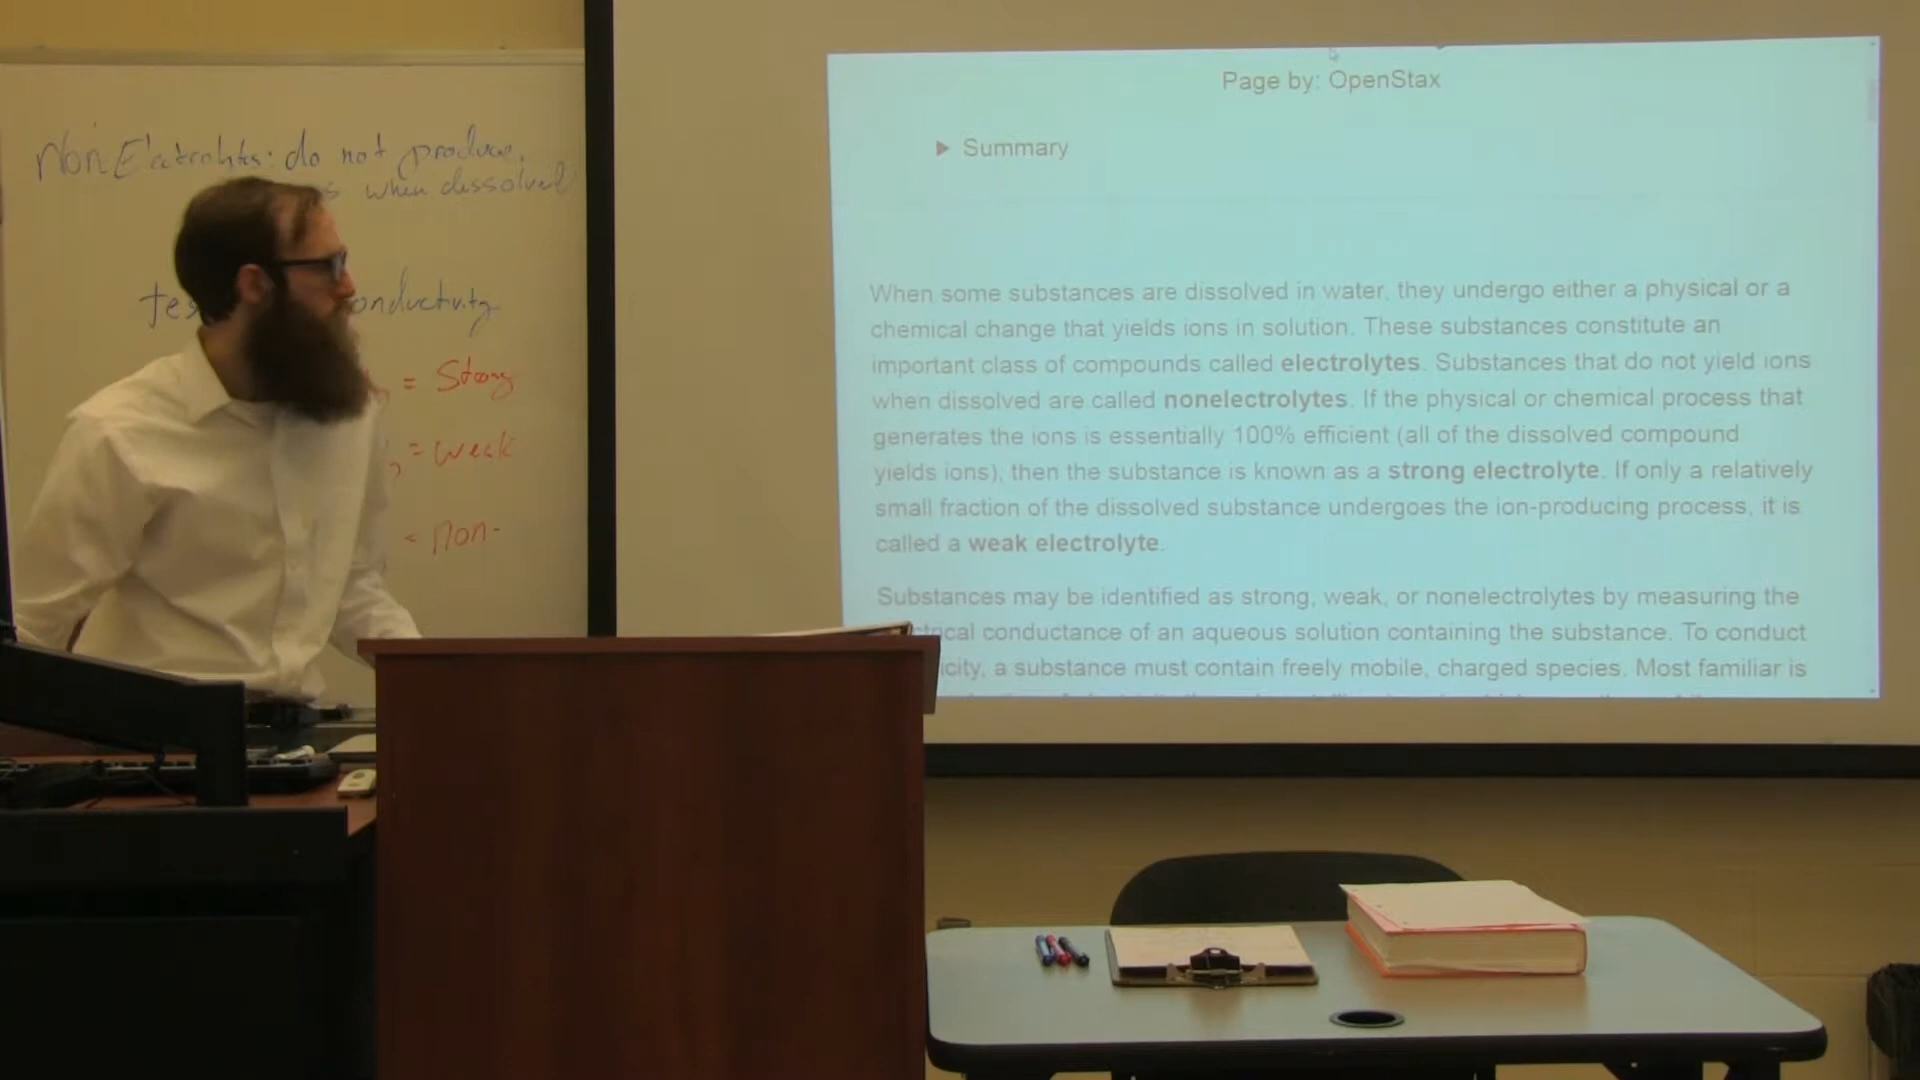 Non Electrolytes: do not produce
when dissolved
tes onductivity
= Strong
= weak
= non-
Page by: OpenStax
► Summary
When some substances are dissolved in water, they undergo either a physical or a
chemical change that yields ions in solution. These substances constitute an
important class of compounds called electrolytes. Substances that do not yield ions
when dissolved are called nonelectrolytes. If the physical or chemical process that
generates the ions is essentially 100% efficient (all of the dissolved compound
yields ions), then the substance is known as a strong electrolyte. If only a relatively
small fraction of the dissolved substance undergoes the ion-producing process, it is
called a weak electrolyte.
Substances may be identified as strong, weak, or nonelectrolytes by measuring the
ctrical conductance of an aqueous solution containing the substance. To conduct
icity, a substance must contain freely mobile, charged species. Most familiar is